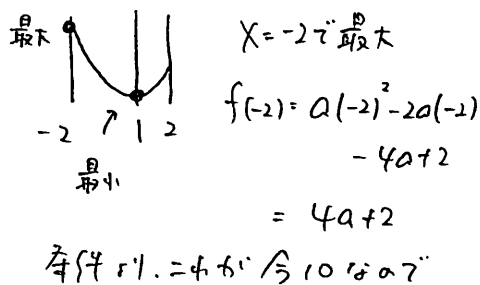 最大
-2 1 2
最小
x=-2で最大
f(-2)=a(-2)²-2a(-2)
-4a+2
=4a+2
条件より、これが今10なので